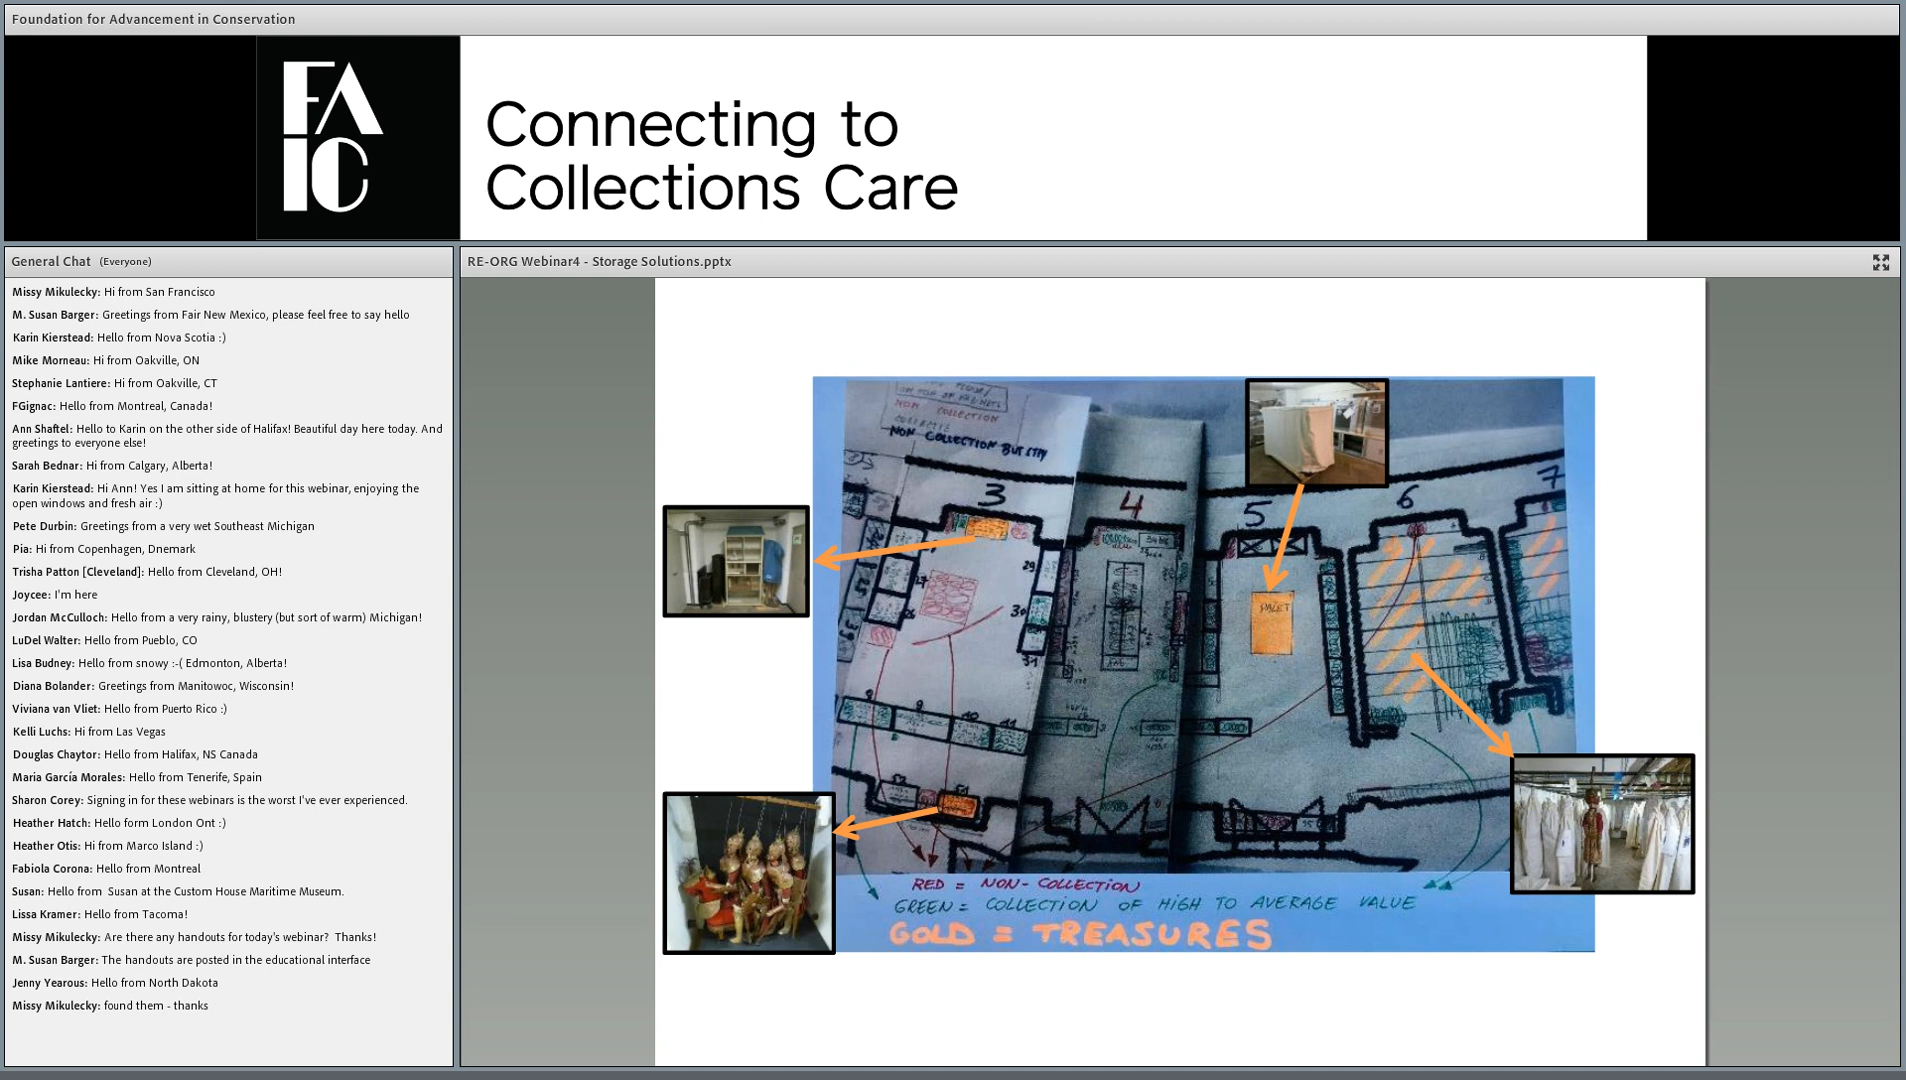 Foundation for Advancement in Conservation
FA
IC
Connecting to
Collections Care
General Chat (Everyone)
Missy Mikulecky: Hi from San Francisco
M. Susan Barger: Greetings from Fair New Mexico, please feel free to say hello
Karin Kierstead: Hello from Nova Scotia :)
Mike Morneau: Hi from Oakville, ON
Stephanie Lantiere: Hi from Oakville, CT
FGignac: Hello from Montreal, Canada!
Ann Shaftel: Hello to Karin on the other side of Halifax! Beautiful day here today. And
greetings to everyone else!
Sarah Bednar: Hi from Calgary, Alberta!
Karin Kierstead: Hi Ann! Yes I am sitting at home for this webinar, enjoying the
open windows and fresh air :)
Pete Durbin: Greetings from a very wet Southeast Michigan
Pia: Hi from Copenhagen, Dnemark
Trisha Patton [Cleveland]: Hello from Cleveland, OH!
Joycee: I'm here
Jordan McCulloch: Hello from a very rainy, blustery (but sort of warm) Michigan!
LuDel Walter: Hello from Pueblo, CO
Lisa Budney: Hello from snowy :-( Edmonton, Alberta!
Diana Bolander: Greetings from Manitowoc, Wisconsin!
Viviana van Vliet: Hello from Puerto Rico :)
Kelli Luchs: Hi from Las Vegas
Douglas Chaytor: Hello from Halifax, NS Canada
Maria García Morales: Hello from Tenerife, Spain
Sharon Corey: Signing in for these webinars is the worst I've ever experienced.
Heather Hatch: Hello form London Ont :)
Heather Otis: Hi from Marco Island :)
Fabiola Corona: Hello from Montreal
Susan: Hello from  Susan at the Custom House Maritime Museum.
Lissa Kramer: Hello from Tacoma!
Missy Mikulecky: Are there any handouts for today's webinar?  Thanks!
M. Susan Barger: The handouts are posted in the educational interface
Jenny Yearous: Hello from North Dakota
Missy Mikulecky: found them - thanks
RE-ORG Webinar4 - Storage Solutions.pptx
NON COLLECTION
NON COLLECTION BUT STAY
3
4
5
6
7
29
30
31
9
10
11
PALET
RED = NON-COLLECTION
GREEN = COLLECTION OF HIGH TO AVERAGE VALUE
GOLD = TREASURES